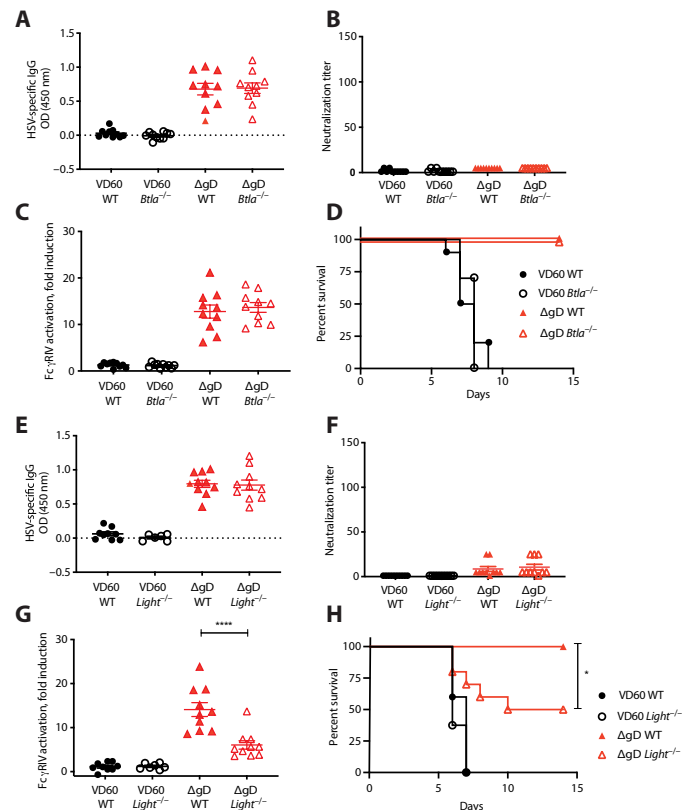 A
HSV-specific IgG
OD (450 nm)
1.5
1.0
0.5
0.0
−0.5
VD60
WT
VD60
Btla−/−
ΔgD
WT
ΔgD
Btla−/−
B
Neutralization titer
150
100
50
0
VD60
WT
VD60
Btla−/−
ΔgD
WT
ΔgD
Btla−/−
C
Fc γRIV activation, fold induction
30
20
10
0
VD60
WT
VD60
Btla−/−
ΔgD
WT
ΔgD
Btla−/−
D
Percent survival
100
75
50
25
0
0
5
10
15
Days
VD60 WT
VD60 Btla−/−
ΔgD WT
ΔgD Btla−/−
E
HSV-specific IgG
OD (450 nm)
1.5
1.0
0.5
0.0
−0.5
VD60
WT
VD60
Light−/−
ΔgD
WT
ΔgD
Light−/−
F
Neutralization titer
150
100
50
0
VD60
WT
VD60
Light−/−
ΔgD
WT
ΔgD
Light−/−
G
Fc γRIV activation, fold induction
30
20
10
0
****
VD60
WT
VD60
Light−/−
ΔgD
WT
ΔgD
Light−/−
H
Percent survival
100
75
50
25
0
0
5
10
15
Days
*
VD60 WT
VD60 Light−/−
ΔgD WT
ΔgD Light−/−